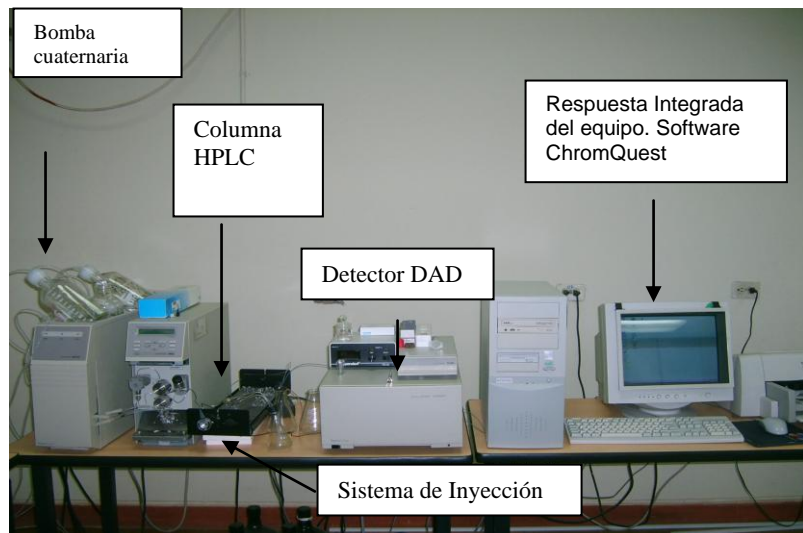 Bomba
cuaternaria
Columna
HPLC
Respuesta Integrada
del equipo. Software
ChromQuest
Detector DAD
Sistema de Inyección